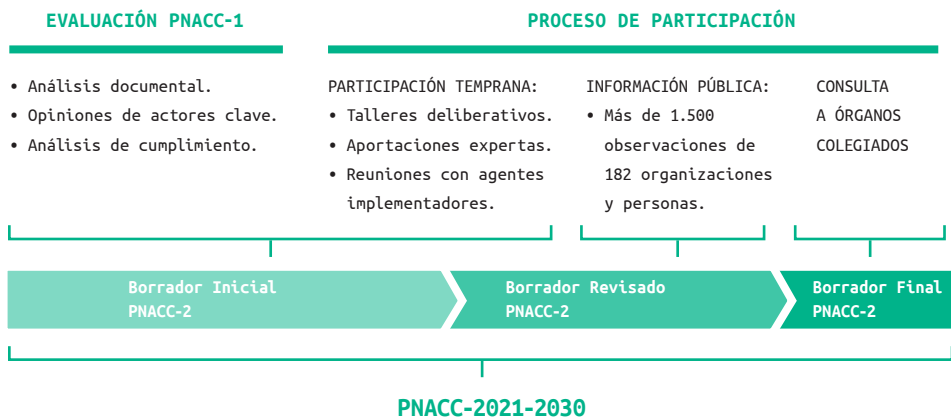 EVALUACIÓN PNACC-1
• Análisis documental.
• Opiniones de actores clave.
• Análisis de cumplimiento.
PROCESO DE PARTICIPACIÓN
PARTICIPACIÓN TEMPRANA:
• Talleres deliberativos.
• Aportaciones expertas.
• Reuniones con agentes
implementadores.
INFORMACIÓN PÚBLICA:
• Más de 1.500
observaciones de
182 organizaciones
y personas.
CONSULTA
A ÓRGANOS
COLEGIADOS
Borrador Inicial
PNACC-2
Borrador Revisado
PNACC-2
Borrador Final
PNACC-2
PNACC-2021-2030